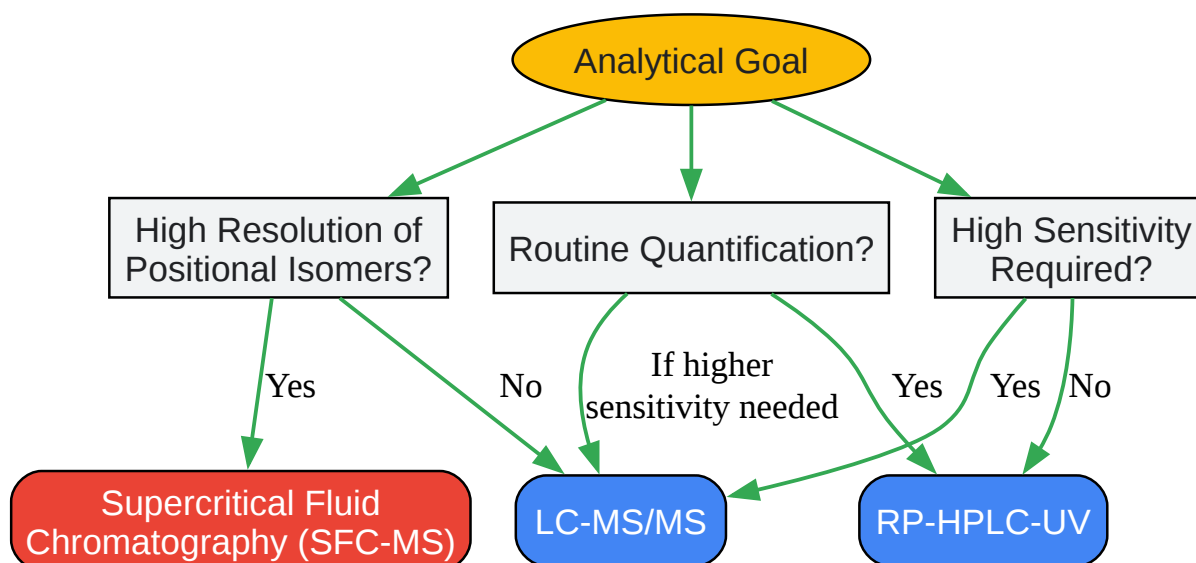 Analytical Goal
High Resolution of
Positional Isomers?
Routine Quantification?
High Sensitivity
Required?
Yes
No
If higher
sensitivity needed
Yes
Yes
No
Supercritical Fluid
Chromatography (SFC-MS)
LC-MS/MS
RP-HPLC-UV